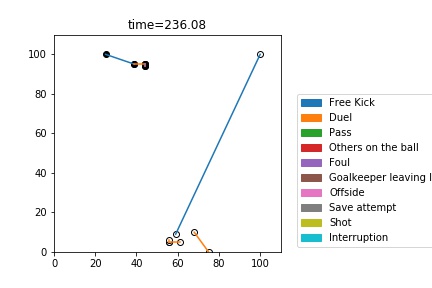 time=236.08
100
80
60
40
20
0
0 20 40 60 80 100
Free Kick
Duel
Pass
Others on the ball
Foul
Goalkeeper leaving l
Offside
Save attempt
Shot
Interruption